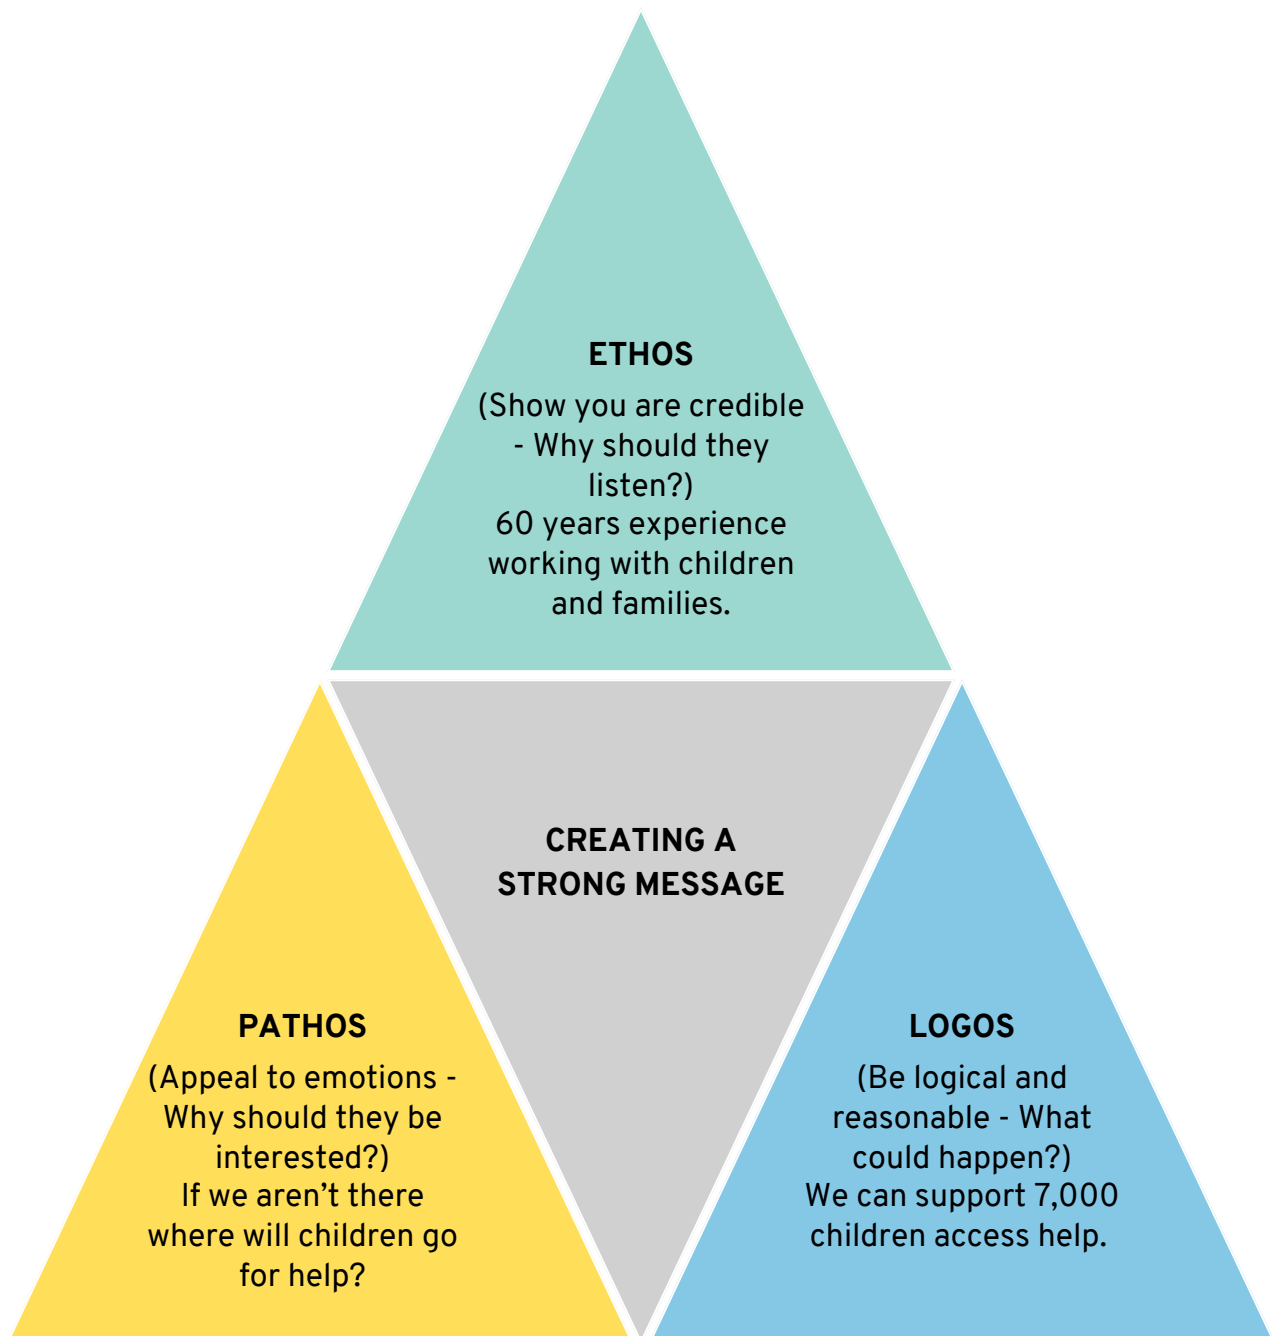 ETHOS
(Show you are credible
- Why should they
listen?)
60 years experience
working with children
and families.
CREATING A
STRONG MESSAGE
PATHOS
(Appeal to emotions -
Why should they be
interested?)
If we aren’t there
where will children go
for help?
LOGOS
(Be logical and
reasonable - What
could happen?)
We can support 7,000
children access help.